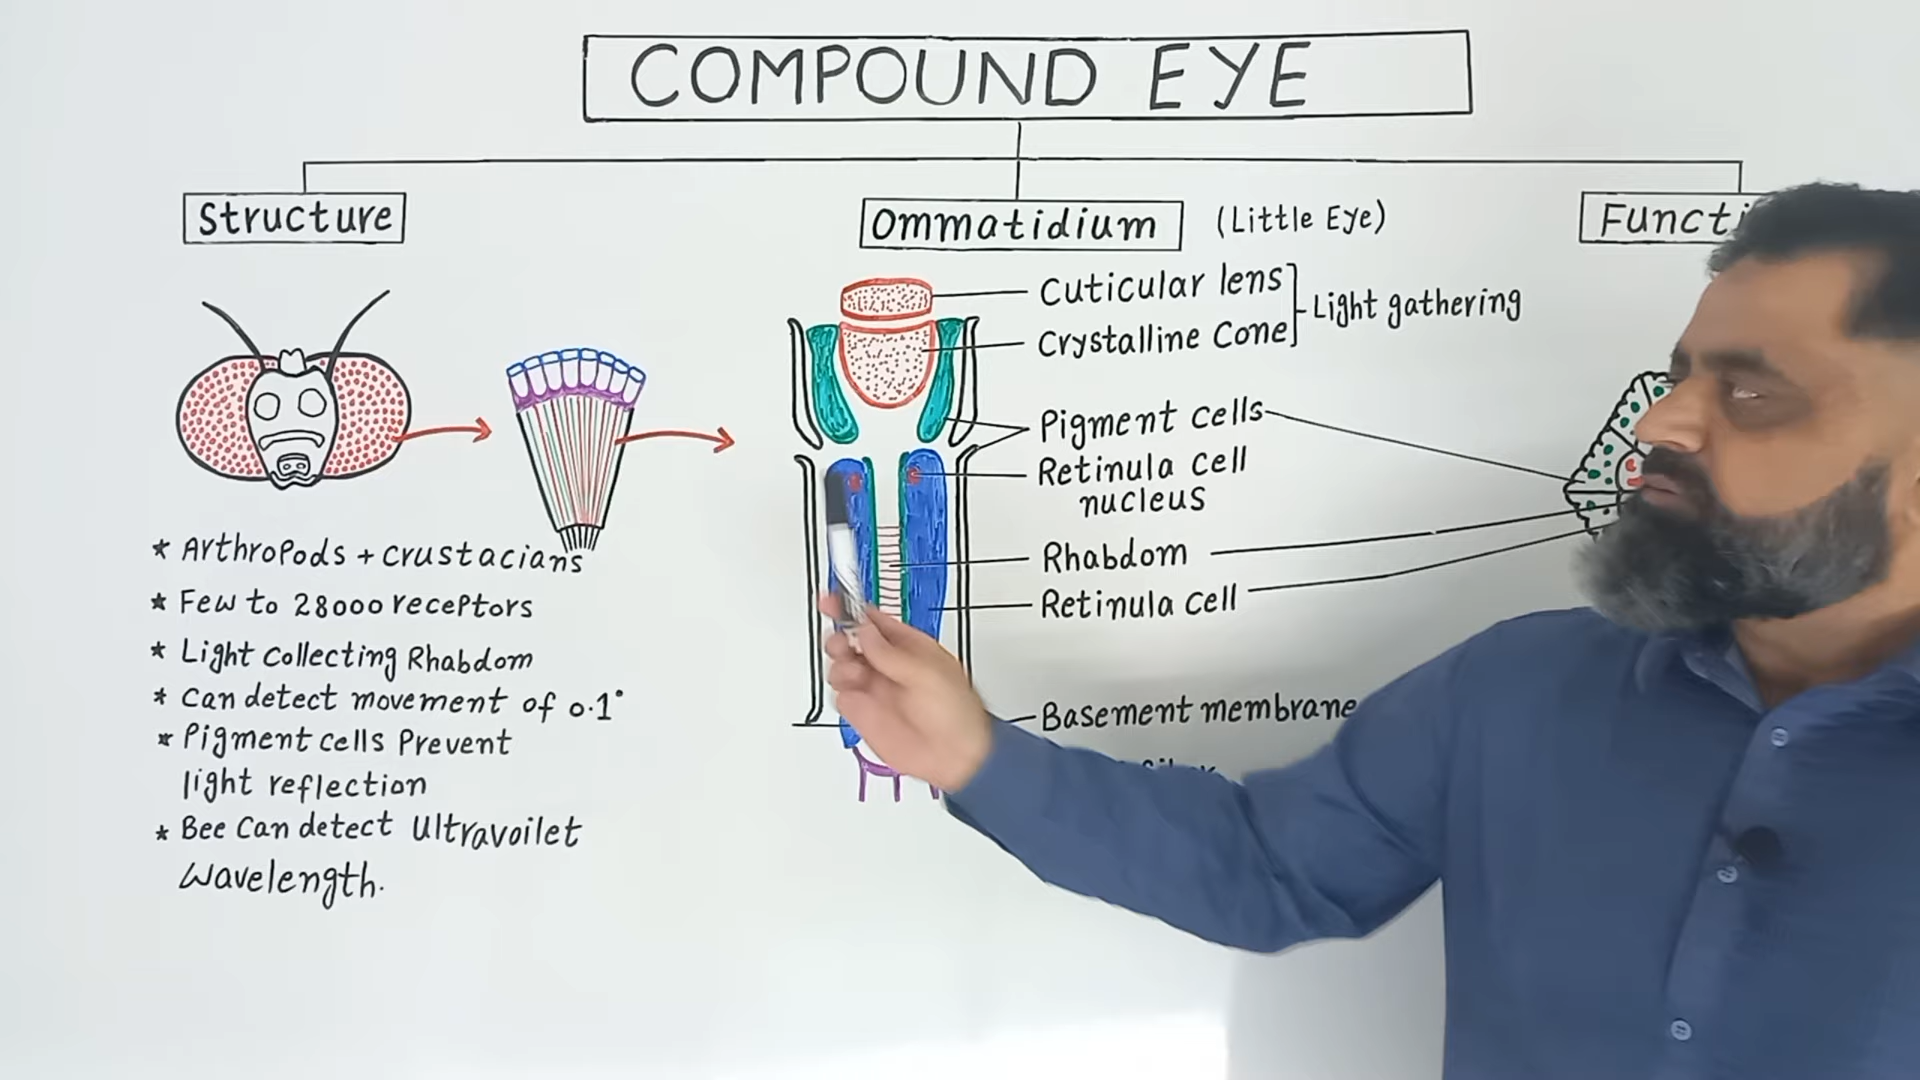 COMPOUND EYE
Structure
Ommatidium (Little Eye)
Cuticular lens
Crystalline Cone
Light gathering
Pigment cells
Retinula cell
nucleus
Rhabdom
Retinula cell
Basement membrane
* Arthropods + crustacians
* Few to 28000 receptors
* Light Collecting Rhabdom
* Can detect movement of 0.1°
* Pigment cells Prevent
light reflection
* Bee Can detect Ultravoilet
Wavelength.